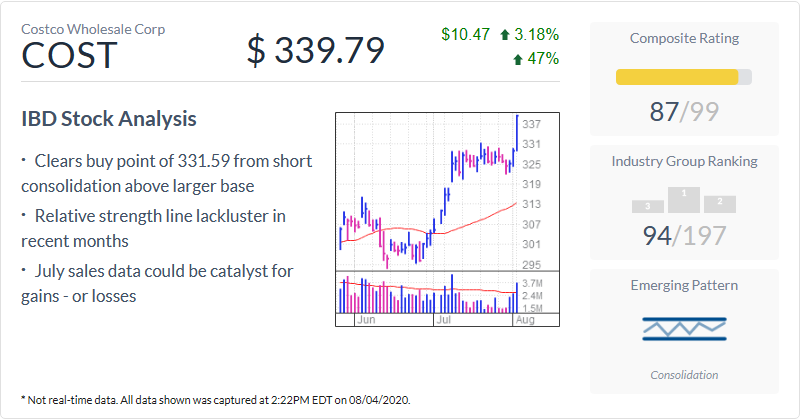 Costco Wholesale Corp
COST
$ 339.79
$10.47 3.18%
47%
IBD Stock Analysis
· Clears buy point of 331.59 from short
consolidation above larger base
· Relative strength line lackluster in
recent months
· July sales data could be catalyst for
gains - or losses
337
331
325
319
313
307
301
295
3.7M
2.4M
1.5M
Jun Jul Aug
Composite Rating
87/99
Industry Group Ranking
3 1 2
94/197
Emerging Pattern
Consolidation
* Not real-time data. All data shown was captured at 2:22PM EDT on 08/04/2020.